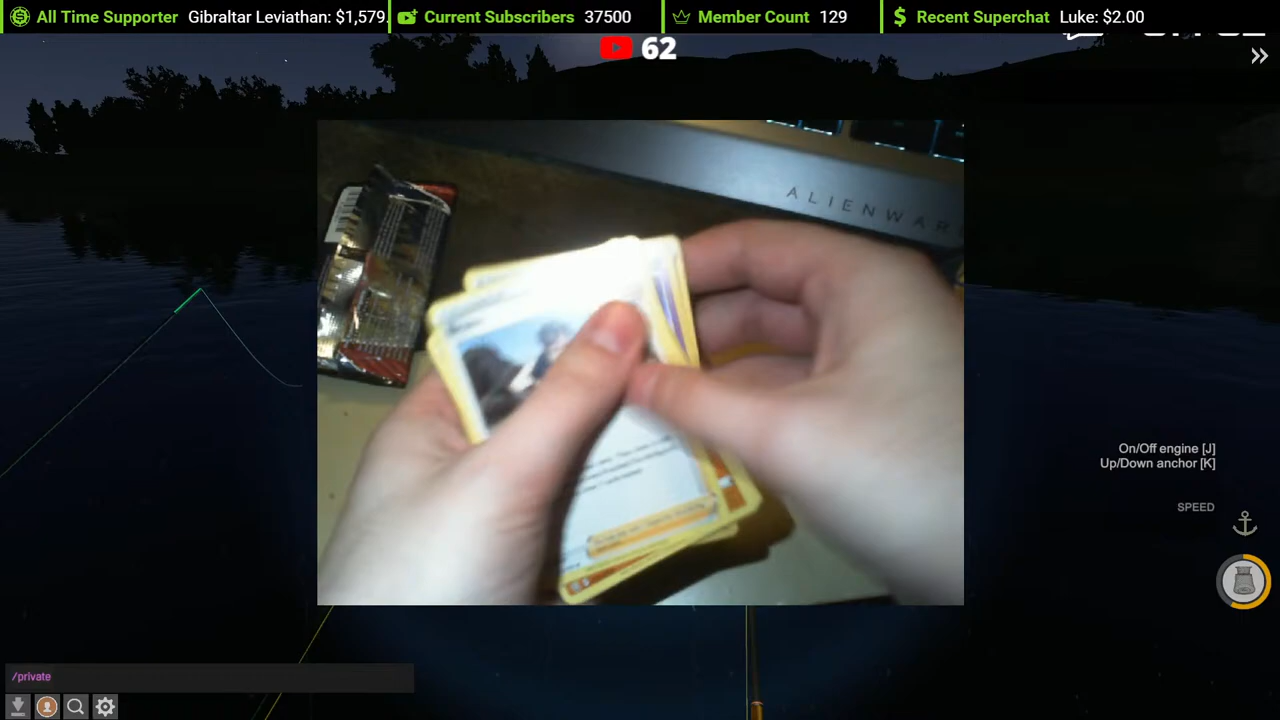 All Time Supporter Gibraltar Leviathan: $1,579.
Current Subscribers 37500
Member Count 129
Recent Superchat Luke: $2.00
62
ALIENWAR
On/Off engine [J]
Up/Down anchor [K]
SPEED
/private